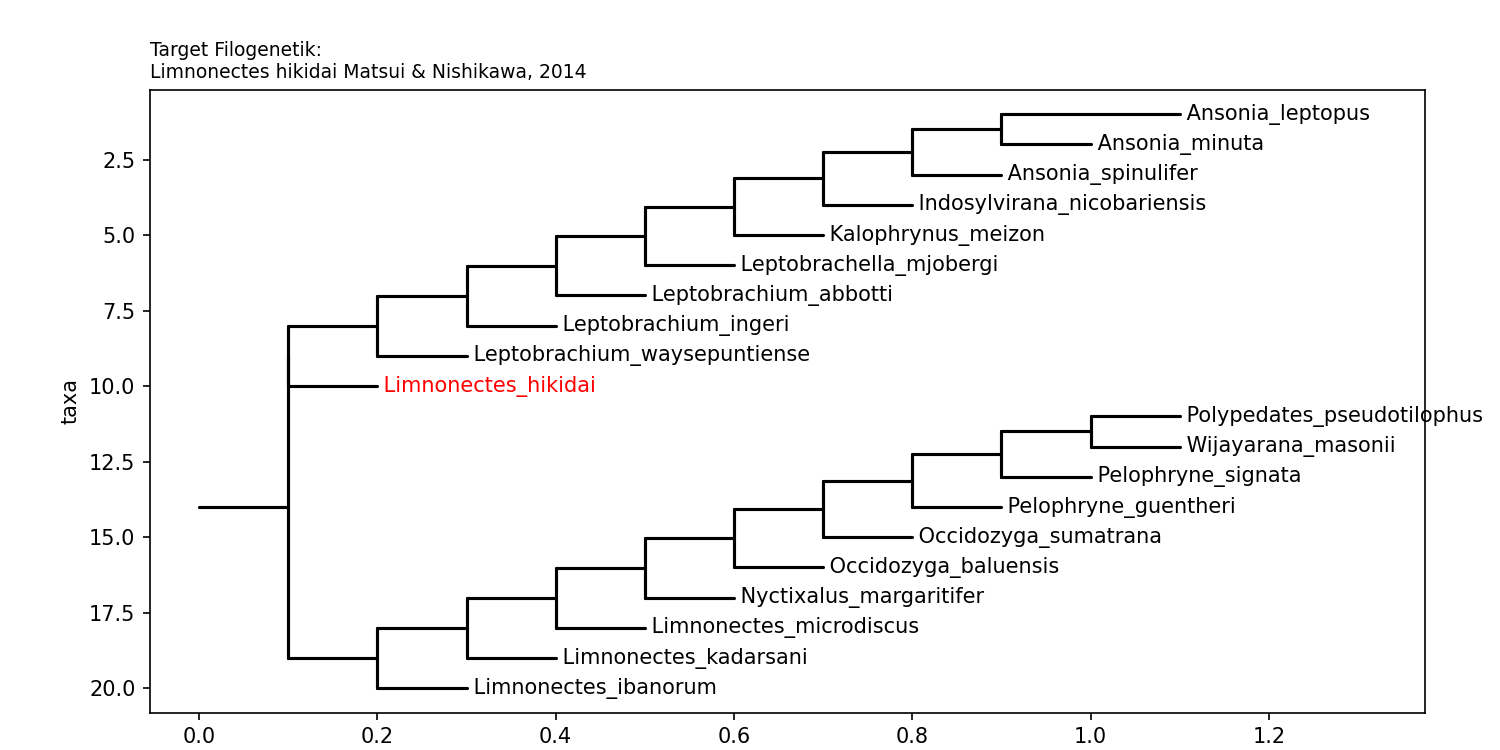 Target Filogenetik:
Limnonectes hikidai Matsui & Nishikawa, 2014
Ansonia_leptopus
Ansonia_minuta
2.5
Ansonia_spinulifer
Indosylvirana_nicobariensis
5.0
Kalophrynus_meizon
Leptobrachella_mjobergi
Leptobrachium_abbotti
7.5
Leptobrachium_ingeri
Leptobrachium_waysepuntiense
10.0
Limnonectes_hikidai
taxa
Polypedates_pseudotilophus
Wijayarana_masonii
12.5
Pelophryne_signata
Pelophryne_guentheri
15.0
Occidozyga_sumatrana
Occidozyga_baluensis
Nyctixalus_margaritifer
17.5
Limnonectes_microdiscus
Limnonectes_kadarsani
20.0
Limnonectes_ibanorum
0.0 0.2 0.4 0.6 0.8 1.0 1.2